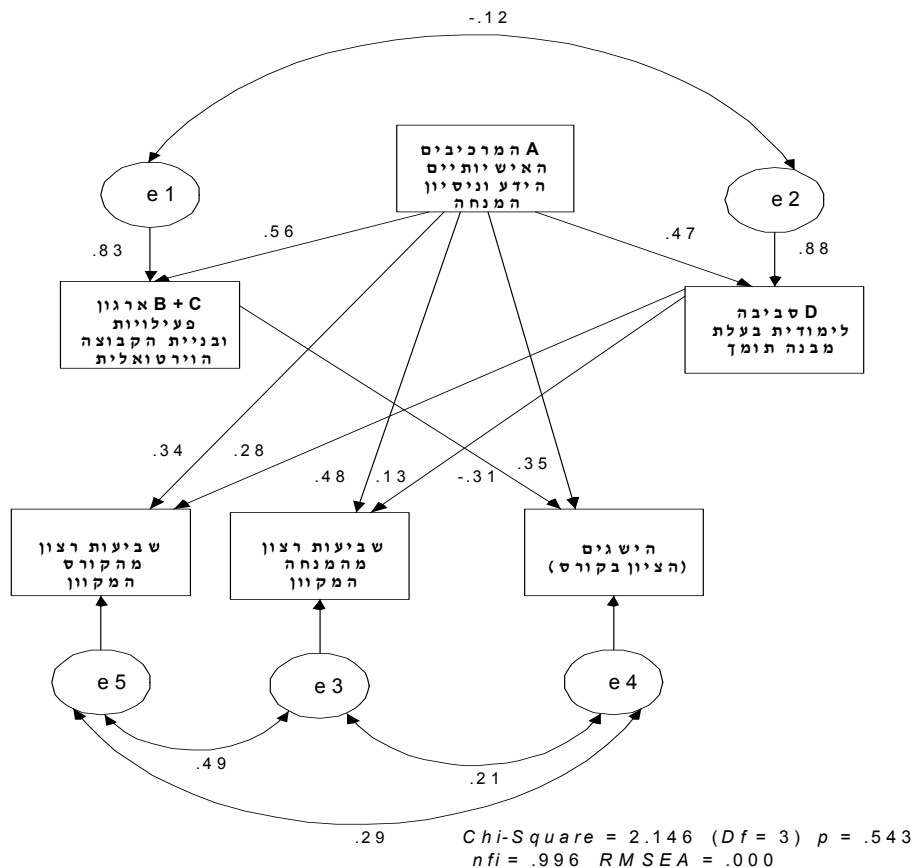 -.12
A המרכיבים
האישיותיים
הידע וניסיון
המנחה
e1
e2
.83
.56
.47
.88
B + C ארגון
פעילויות
ובניית הקבוצה
הוירטואלית
D סביבה
לימודית בעלת
מבנה תומך
.34
.28
.48
.13
-.31
.35
שביעות רצון
מהקורס
המקוון
שביעות רצון
מהמנחה
המקוון
הישגים
(הציון בקורס)
e5
e3
e4
.49
.21
.29
Chi-Square = 2.146 (Df = 3) p = .543
nfi = .996 RMSEA = .000